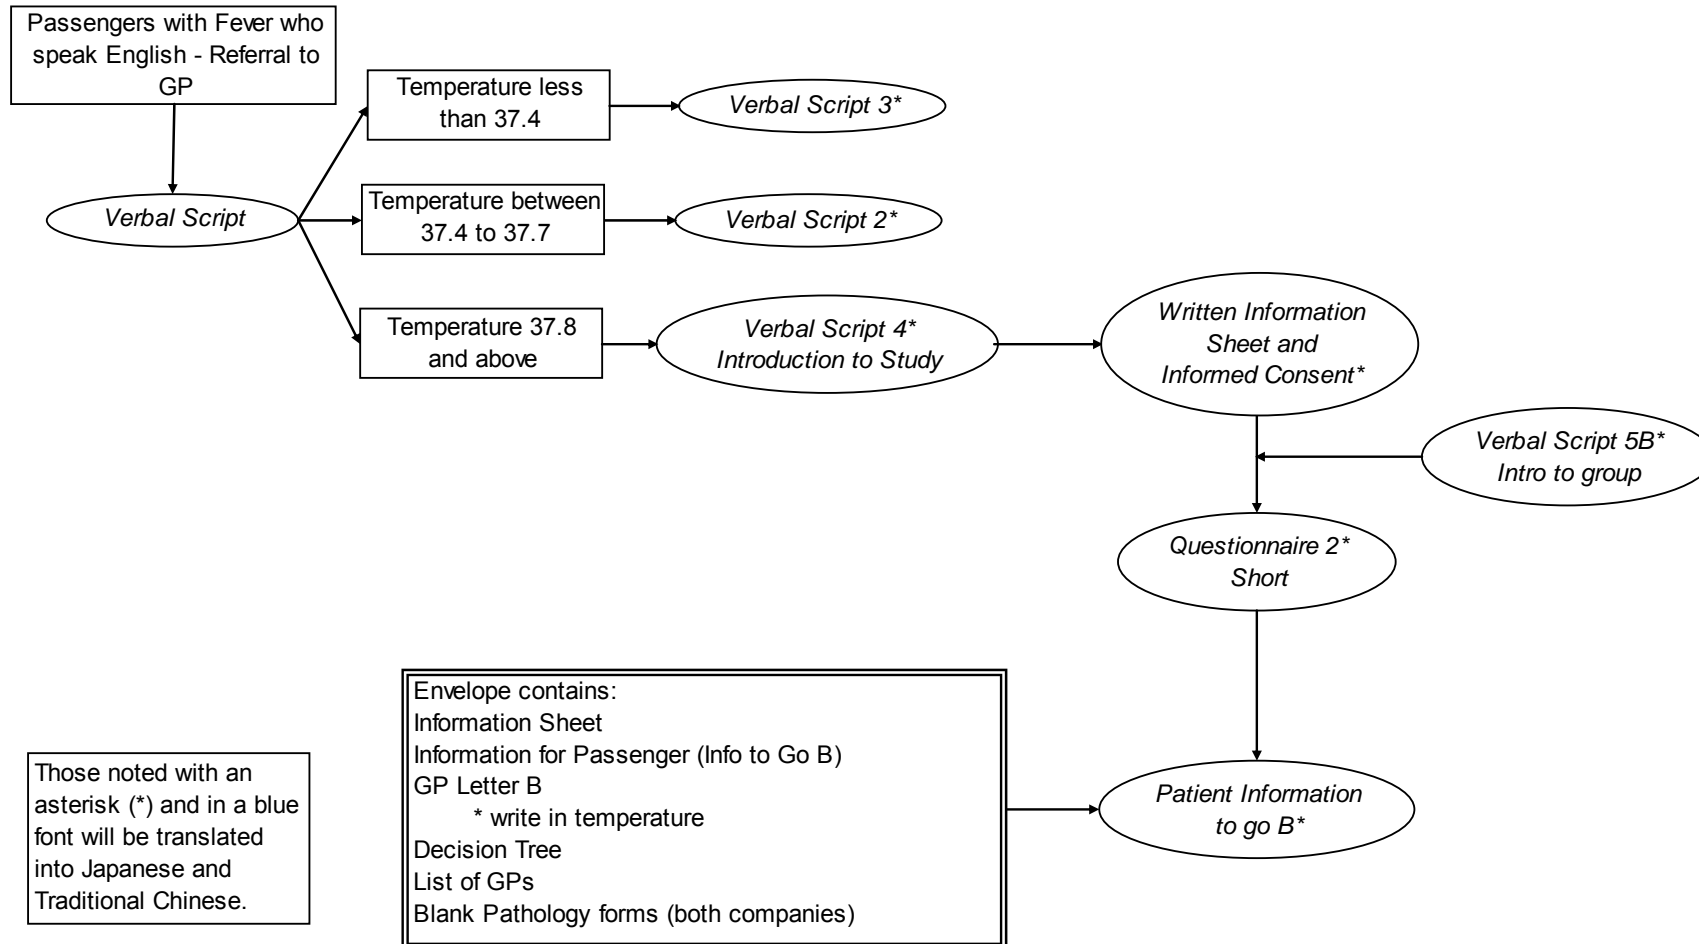 Passengers with Fever who
speak English - Referral to
GP
Temperature less
than 37.4
Verbal Script 3*
Verbal Script
Temperature between
37.4 to 37.7
Verbal Script 2*
Temperature 37.8
and above
Verbal Script 4*
Introduction to Study
Written Information
Sheet and
Informed Consent*
Verbal Script 5B*
Intro to group
Questionnaire 2*
Short
Envelope contains:
Information Sheet
Information for Passenger (Info to Go B)
GP Letter B
* write in temperature
Decision Tree
List of GPs
Blank Pathology forms (both companies)
Patient Information
to go B*
Those noted with an
asterisk (*) and in a blue
font will be translated
into Japanese and
Traditional Chinese.